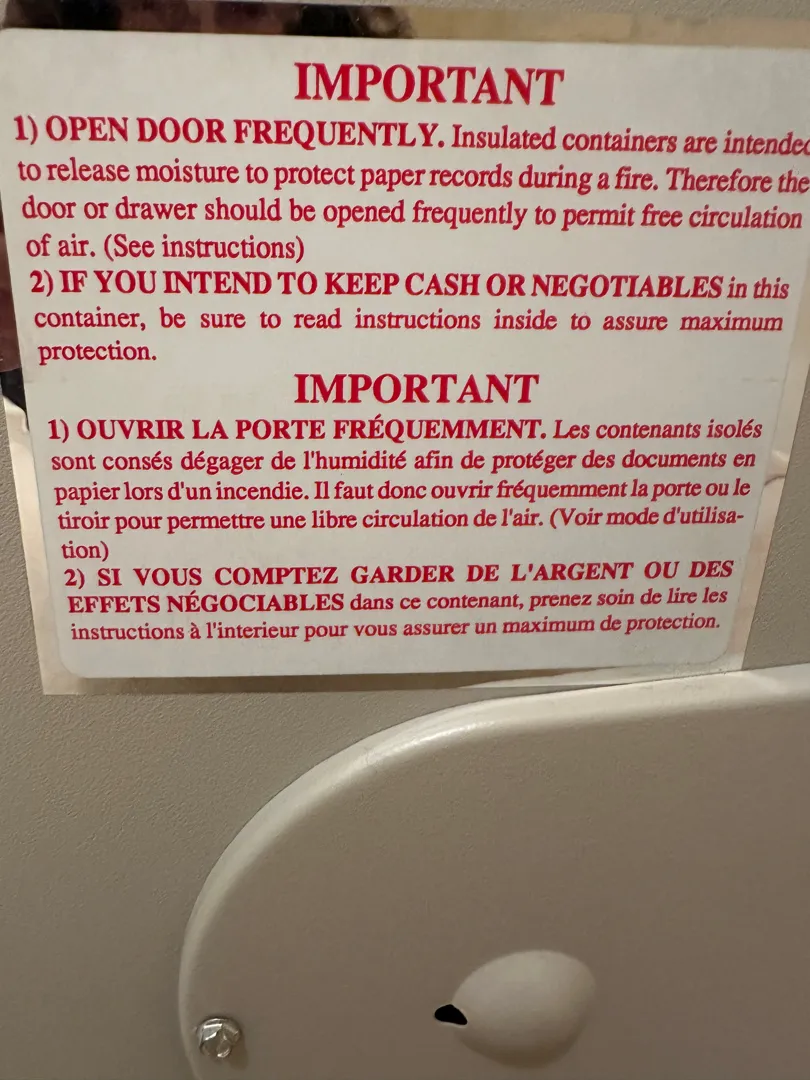 IMPORTANT
1) OPEN DOOR FREQUENTLY. Insulated containers are intended
to release moisture to protect paper records during a fire. Therefore the
door or drawer should be opened frequently to permit free circulation
of air. (See instructions)
2) IF YOU INTEND TO KEEP CASH OR NEGOTIABLES in this
container, be sure to read instructions inside to assure maximum
protection.
IMPORTANT
1) OUVRIR LA PORTE FRÉQUEMMENT. Les contenants isolés
sont consés dégager de l'humidité afin de protéger des documents en
papier lors d'un incendie. Il faut donc ouvrir fréquemment la porte ou le
tiroir pour permettre une libre circulation de l'air. (Voir mode d'utilisa-
tion)
2) SI VOUS COMPTEZ GARDER DE L'ARGENT OU DES
EFFETS NÉGOCIABLES dans ce contenant, prenez soin de lire les
instructions à l'interieur pour vous assurer un maximum de protection.